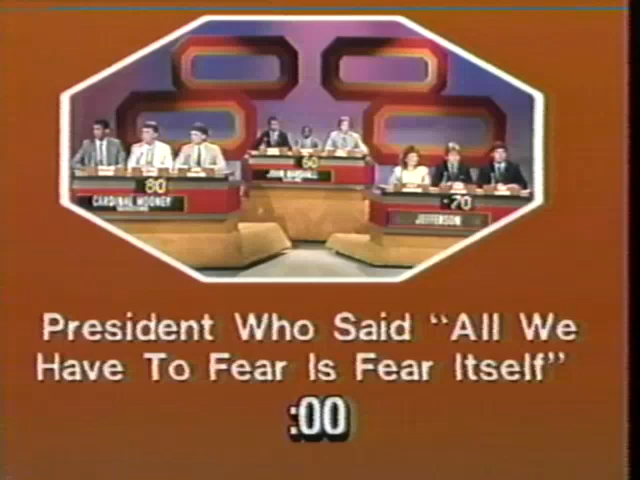 80
60
-70
CARDINAL MOONEY
JOHN MARSHALL
JEFFERSON
President Who Said “All We
Have To Fear Is Fear Itself”
:00